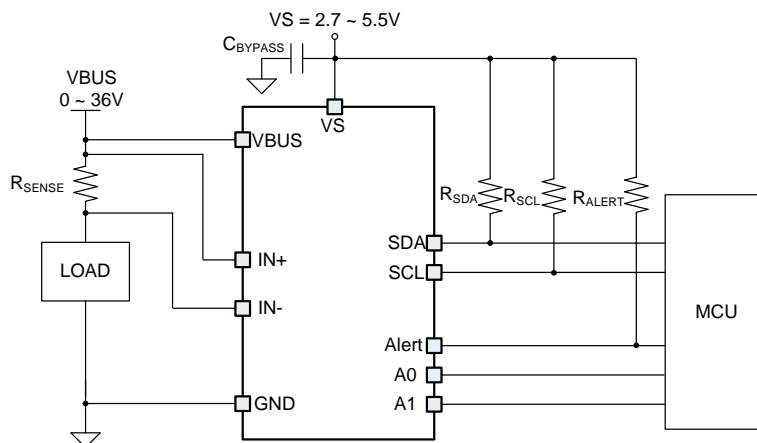 VS = 2.7 ~ 5.5V
CBYPASS
VBUS
0 ~ 36V
VS
VBUS
RSENSE
RSDA
RSCL
RALERT
SDA
IN+
LOAD
SCL
MCU
IN-
Alert
A0
GND
A1